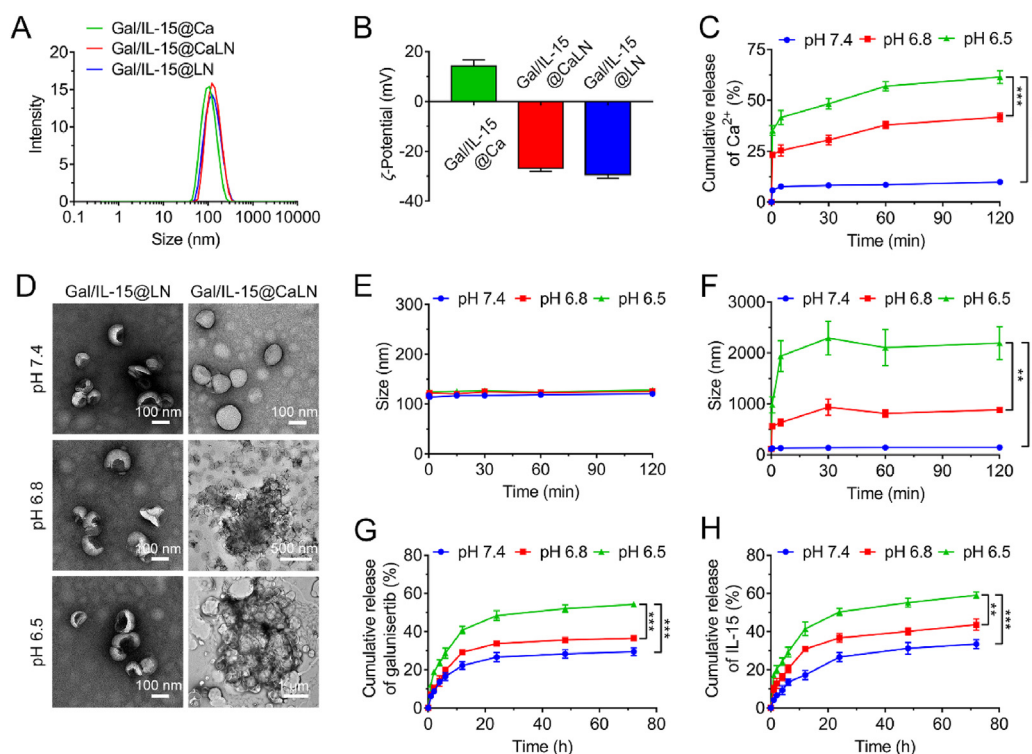 A
Gal/IL-15@Ca
Gal/IL-15@CaLN
Gal/IL-15@LN
Intensity
20
15
10
5
0
0.1 1 10 100 1000 10000
Size (nm)
B
ζ-Potential (mV)
40
20
0
-20
-40
Gal/IL-15
@Ca
Gal/IL-15
@CaLN
Gal/IL-15
@LN
C
pH 7.4 pH 6.8 pH 6.5
Cumulative release
of Ca2+ (%)
75
50
25
0
0 30 60 90 120
Time (min)
***
D
Gal/IL-15@LN Gal/IL-15@CaLN
pH 7.4
100 nm
100 nm
pH 6.8
100 nm
500 nm
pH 6.5
100 nm
1 μm
E
pH 7.4 pH 6.8 pH 6.5
Size (nm)
300
200
100
0
0 30 60 90 120
Time (min)
F
pH 7.4 pH 6.8 pH 6.5
Size (nm)
3000
2000
1000
0
0 30 60 90 120
Time (min)
**
G
pH 7.4 pH 6.8 pH 6.5
Cumulative release
of galunisertib (%)
80
60
40
20
0
0 20 40 60 80
Time (h)
***
***
H
pH 7.4 pH 6.8 pH 6.5
Cumulative release
of IL-15 (%)
80
60
40
20
0
0 20 40 60 80
Time (h)
**
***